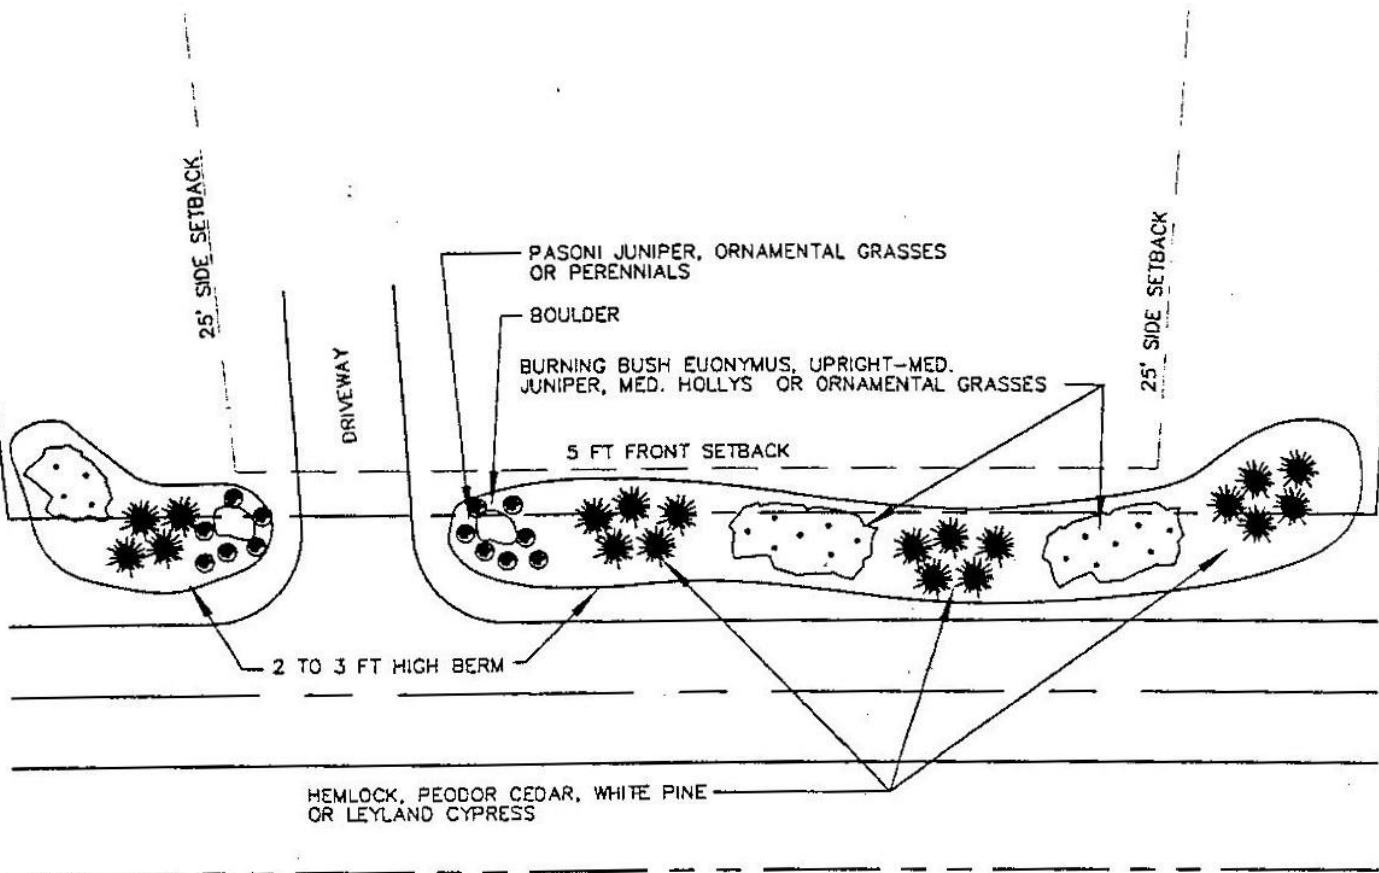 25' SIDE SETBACK
PASONI JUNIPER, ORNAMENTAL GRASSES
OR PERENNIALS
BOULDER
25' SIDE SETBACK
DRIVEWAY
BURNING BUSH EUONYMUS, UPRIGHT-MED.
JUNIPER, MED. HOLLYS OR ORNAMENTAL GRASSES
5 FT FRONT SETBACK
2 TO 3 FT HIGH BERM
HEMLOCK, PEODOR CEDAR, WHITE PINE
OR LEYLAND CYPRESS